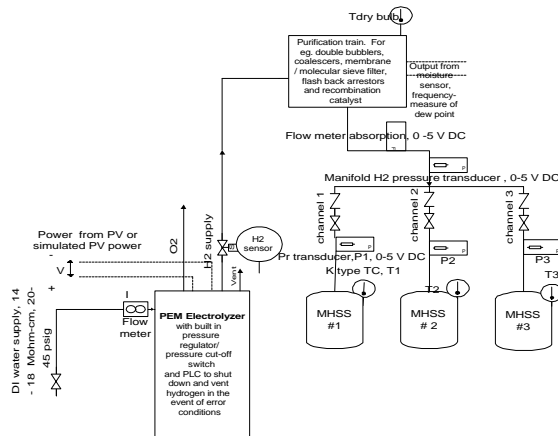 Tdry bulb
Purification train. For
eg. double bubblers,
coalescers, membrane
/ molecular sieve filter,
flash back arrestors
and recombination
catalyst
Output from
moisture
sensor,
frequency-
measure of
dew point
Flow meter absorption, 0 -5 V DC
Manifold H2 pressure transducer , 0-5 V DC
channel 1
channel 2
channel 3
Power from PV or
simulated PV power
-
V
+
O2
H2 supply
H2
sensor
Vent
Pr transducer,P1, 0-5 V DC
K type TC, T1
P2
P3
T2
T3
MHSS
#1
MHSS
# 2
MHSS
#3
DI water supply, 14
- 18 Mohm-cm, 20-
45 psig
I
Flow
meter
PEM Electrolyzer
with built in
pressure
regulator/
pressure cut-off
switch
and PLC to shut
down and vent
hydrogen in the
event of error
conditions